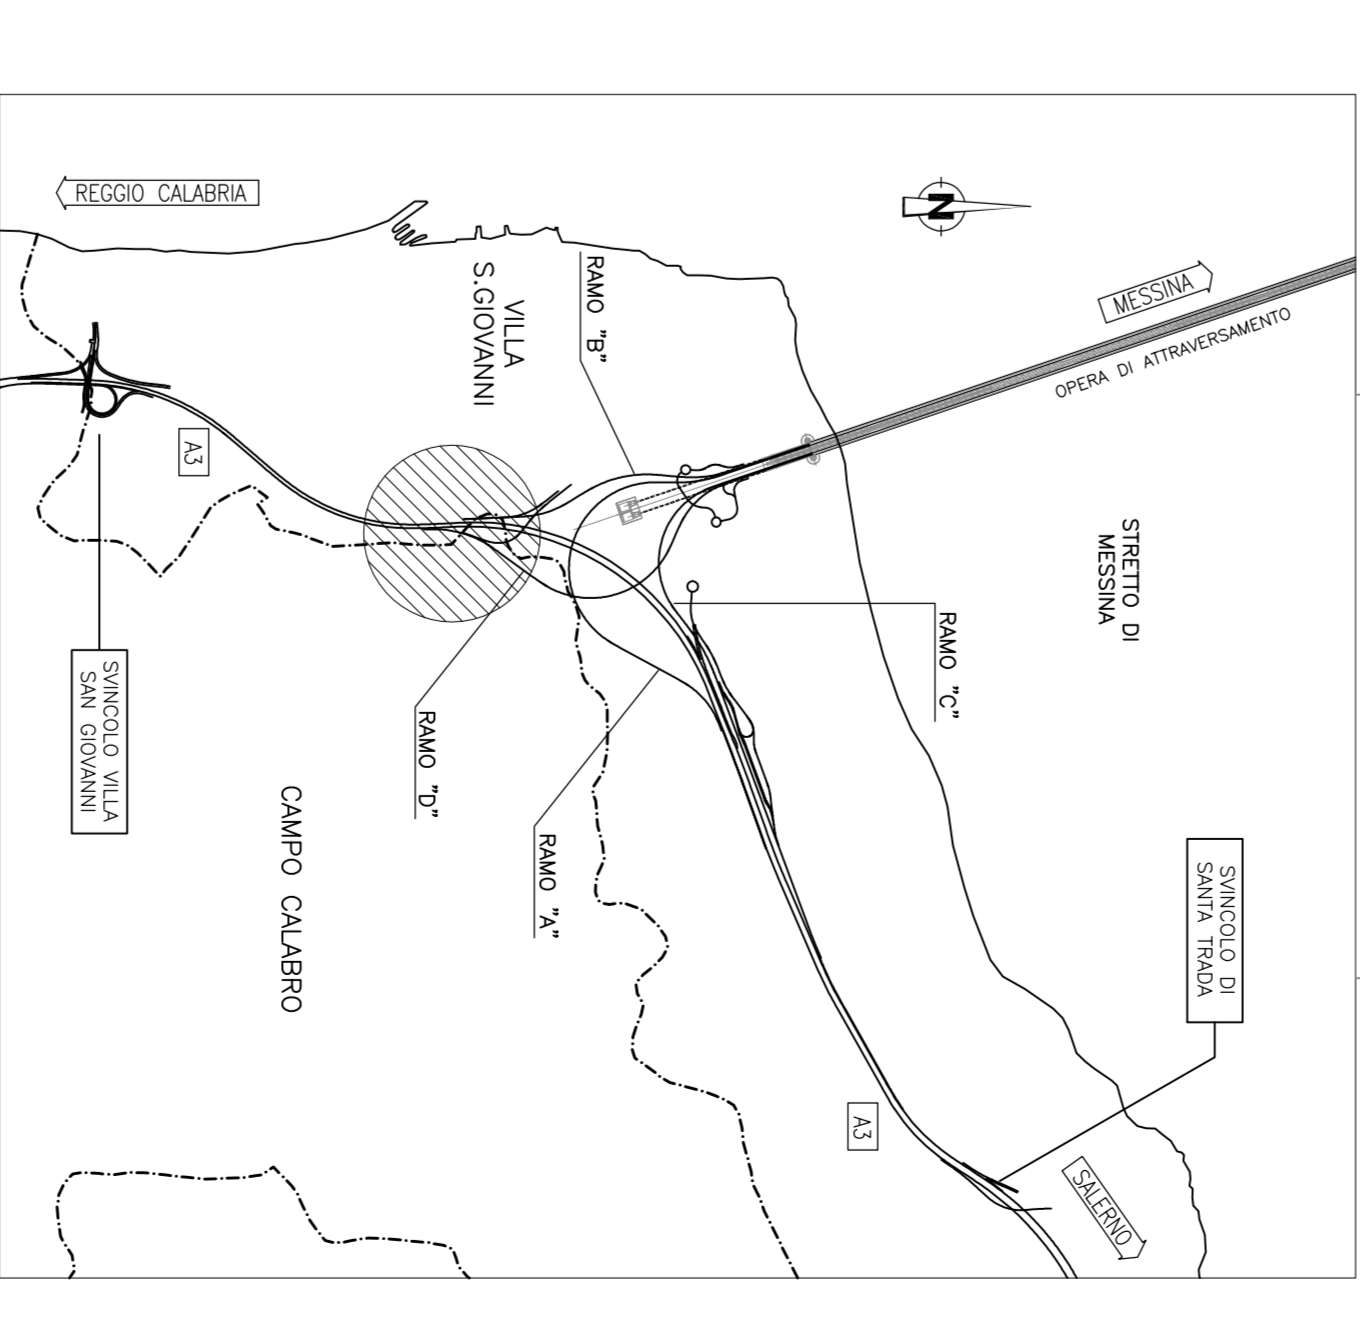 REGGIO CALABRIA
N
MESSINA
OPERA DI ATTRAVERSAMENTO
VILLA
S.GIOVANNI
RAMO "B"
A3
STRETTO DI
MESSINA
RAMO "C"
SVINCOLO VILLA
SAN GIOVANNI
RAMO "D"
RAMO "A"
CAMPO CALABRO
SVINCOLO DI
SANTA TRADA
A3
SALERNO